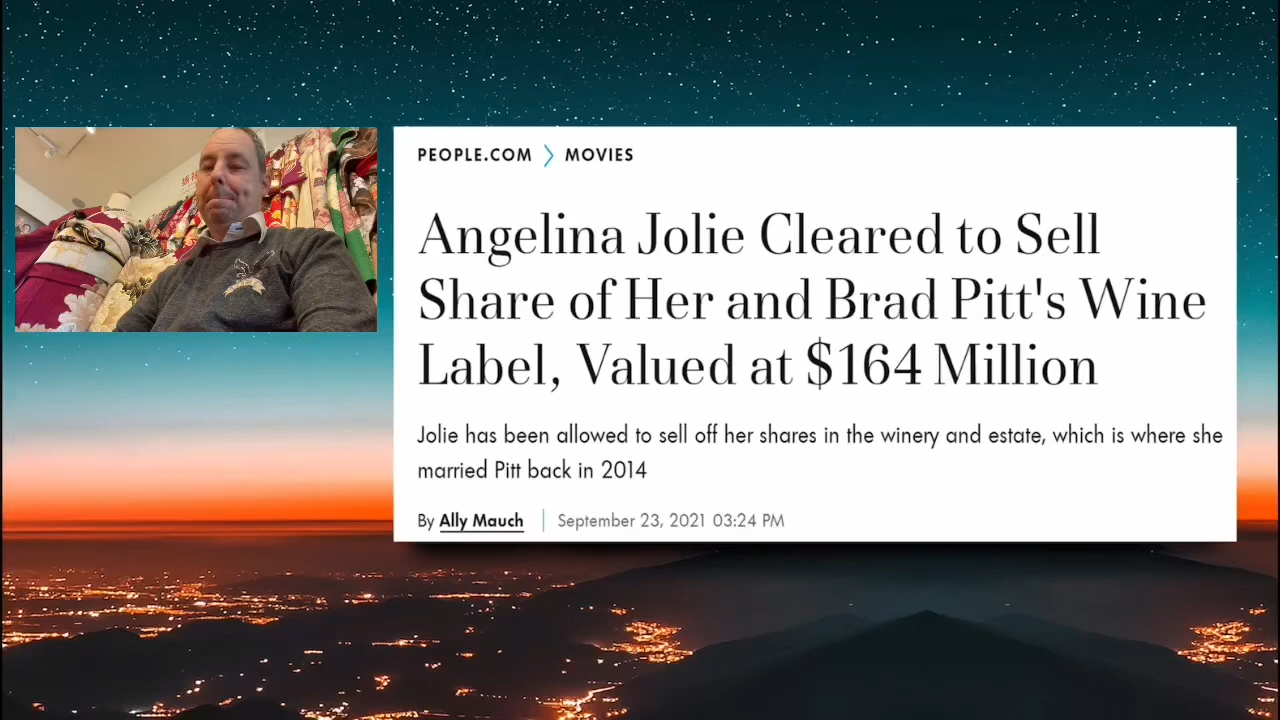 PEOPLE.COM > MOVIES
Angelina Jolie Cleared to Sell
Share of Her and Brad Pitt's Wine
Label, Valued at $164 Million
Jolie has been allowed to sell off her shares in the winery and estate, which is where she
married Pitt back in 2014
By Ally Mauch | September 23, 2021 03:24 PM